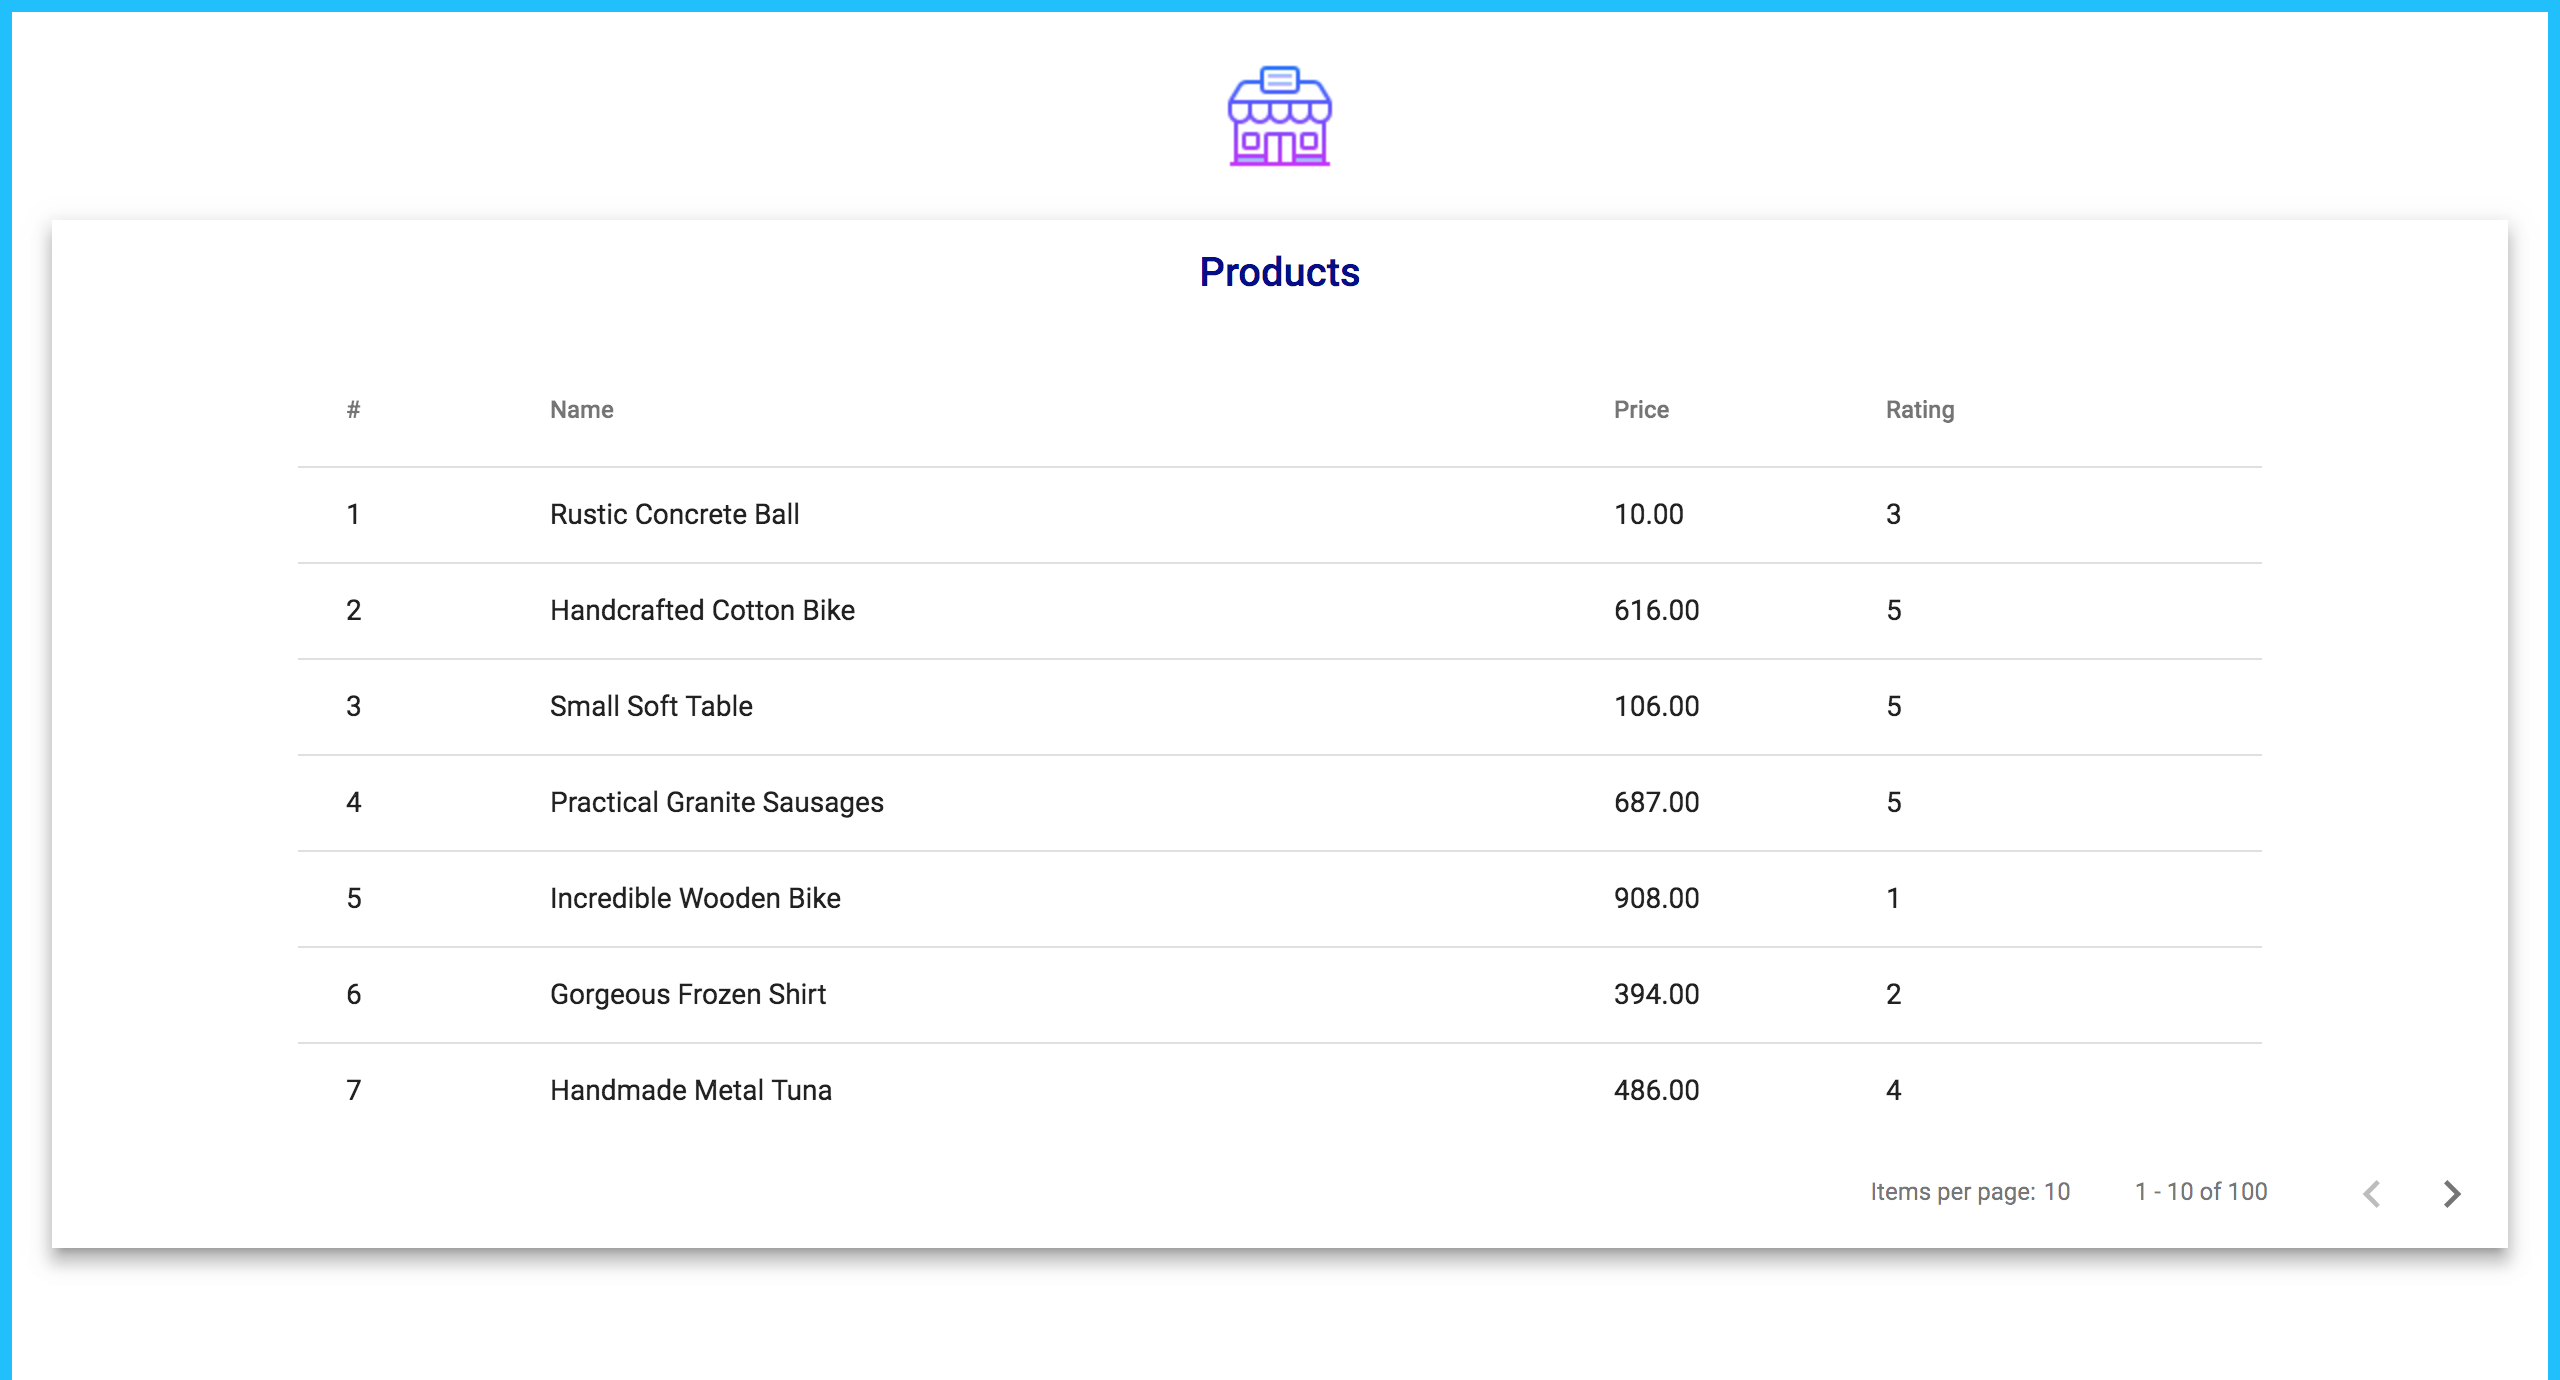 Products
# Name Price Rating
1 Rustic Concrete Ball 10.00 3
2 Handcrafted Cotton Bike 616.00 5
3 Small Soft Table 106.00 5
4 Practical Granite Sausages 687.00 5
5 Incredible Wooden Bike 908.00 1
6 Gorgeous Frozen Shirt 394.00 2
7 Handmade Metal Tuna 486.00 4
Items per page: 10 1 - 10 of 100